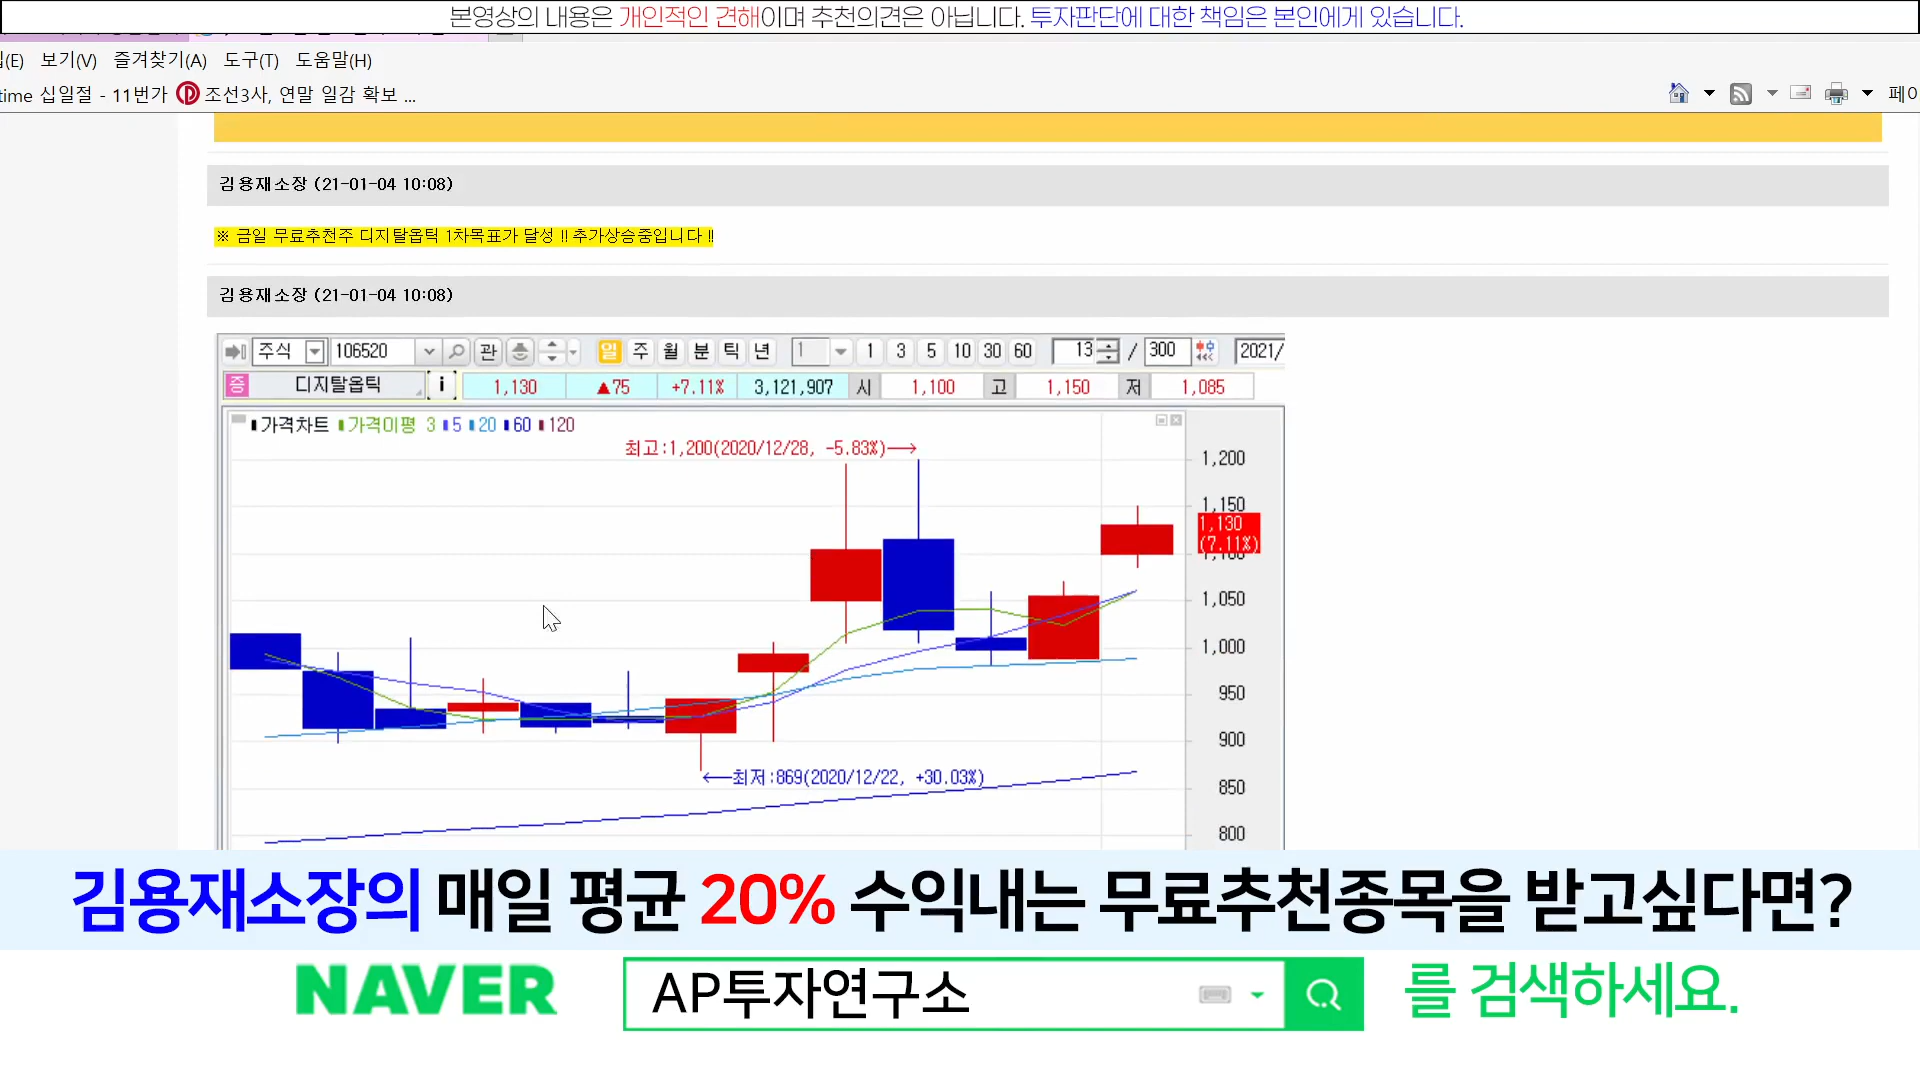 본영상의 내용은 개인적인 견해이며 추천의견은 아닙니다. 투자판단에 대한 책임은 본인에게 있습니다.
(E) 보기(V) 즐겨찾기(A) 도구(T) 도움말(H)
time 십일절 - 11번가 조선3사, 연말 일감 확보 ... 페이
김용재소장 (21-01-04 10:08)
※ 금일 무료추천주 디지탈옵틱 1차목표가 달성 !! 추가상승중입니다 !!
김용재소장 (21-01-04 10:08)
주식 106520 관 일 주 월 분 틱 년 1 1 3 5 10 30 60 13 / 300 2021/
증 디지탈옵틱 i 1,130 ▲75 +7.11% 3,121,907 시 1,100 고 1,150 저 1,085
가격차트 가격이평 3 5 20 60 120
최고:1,200(2020/12/28, -5.83%)→
1,200
1,150
1,130
(7.11%)
1,100
1,050
1,000
950
900
←최저:869(2020/12/22, +30.03%)
850
800
김용재소장의 매일 평균 20% 수익내는 무료추천종목을 받고싶다면?
NAVER AP투자연구소 를 검색하세요.